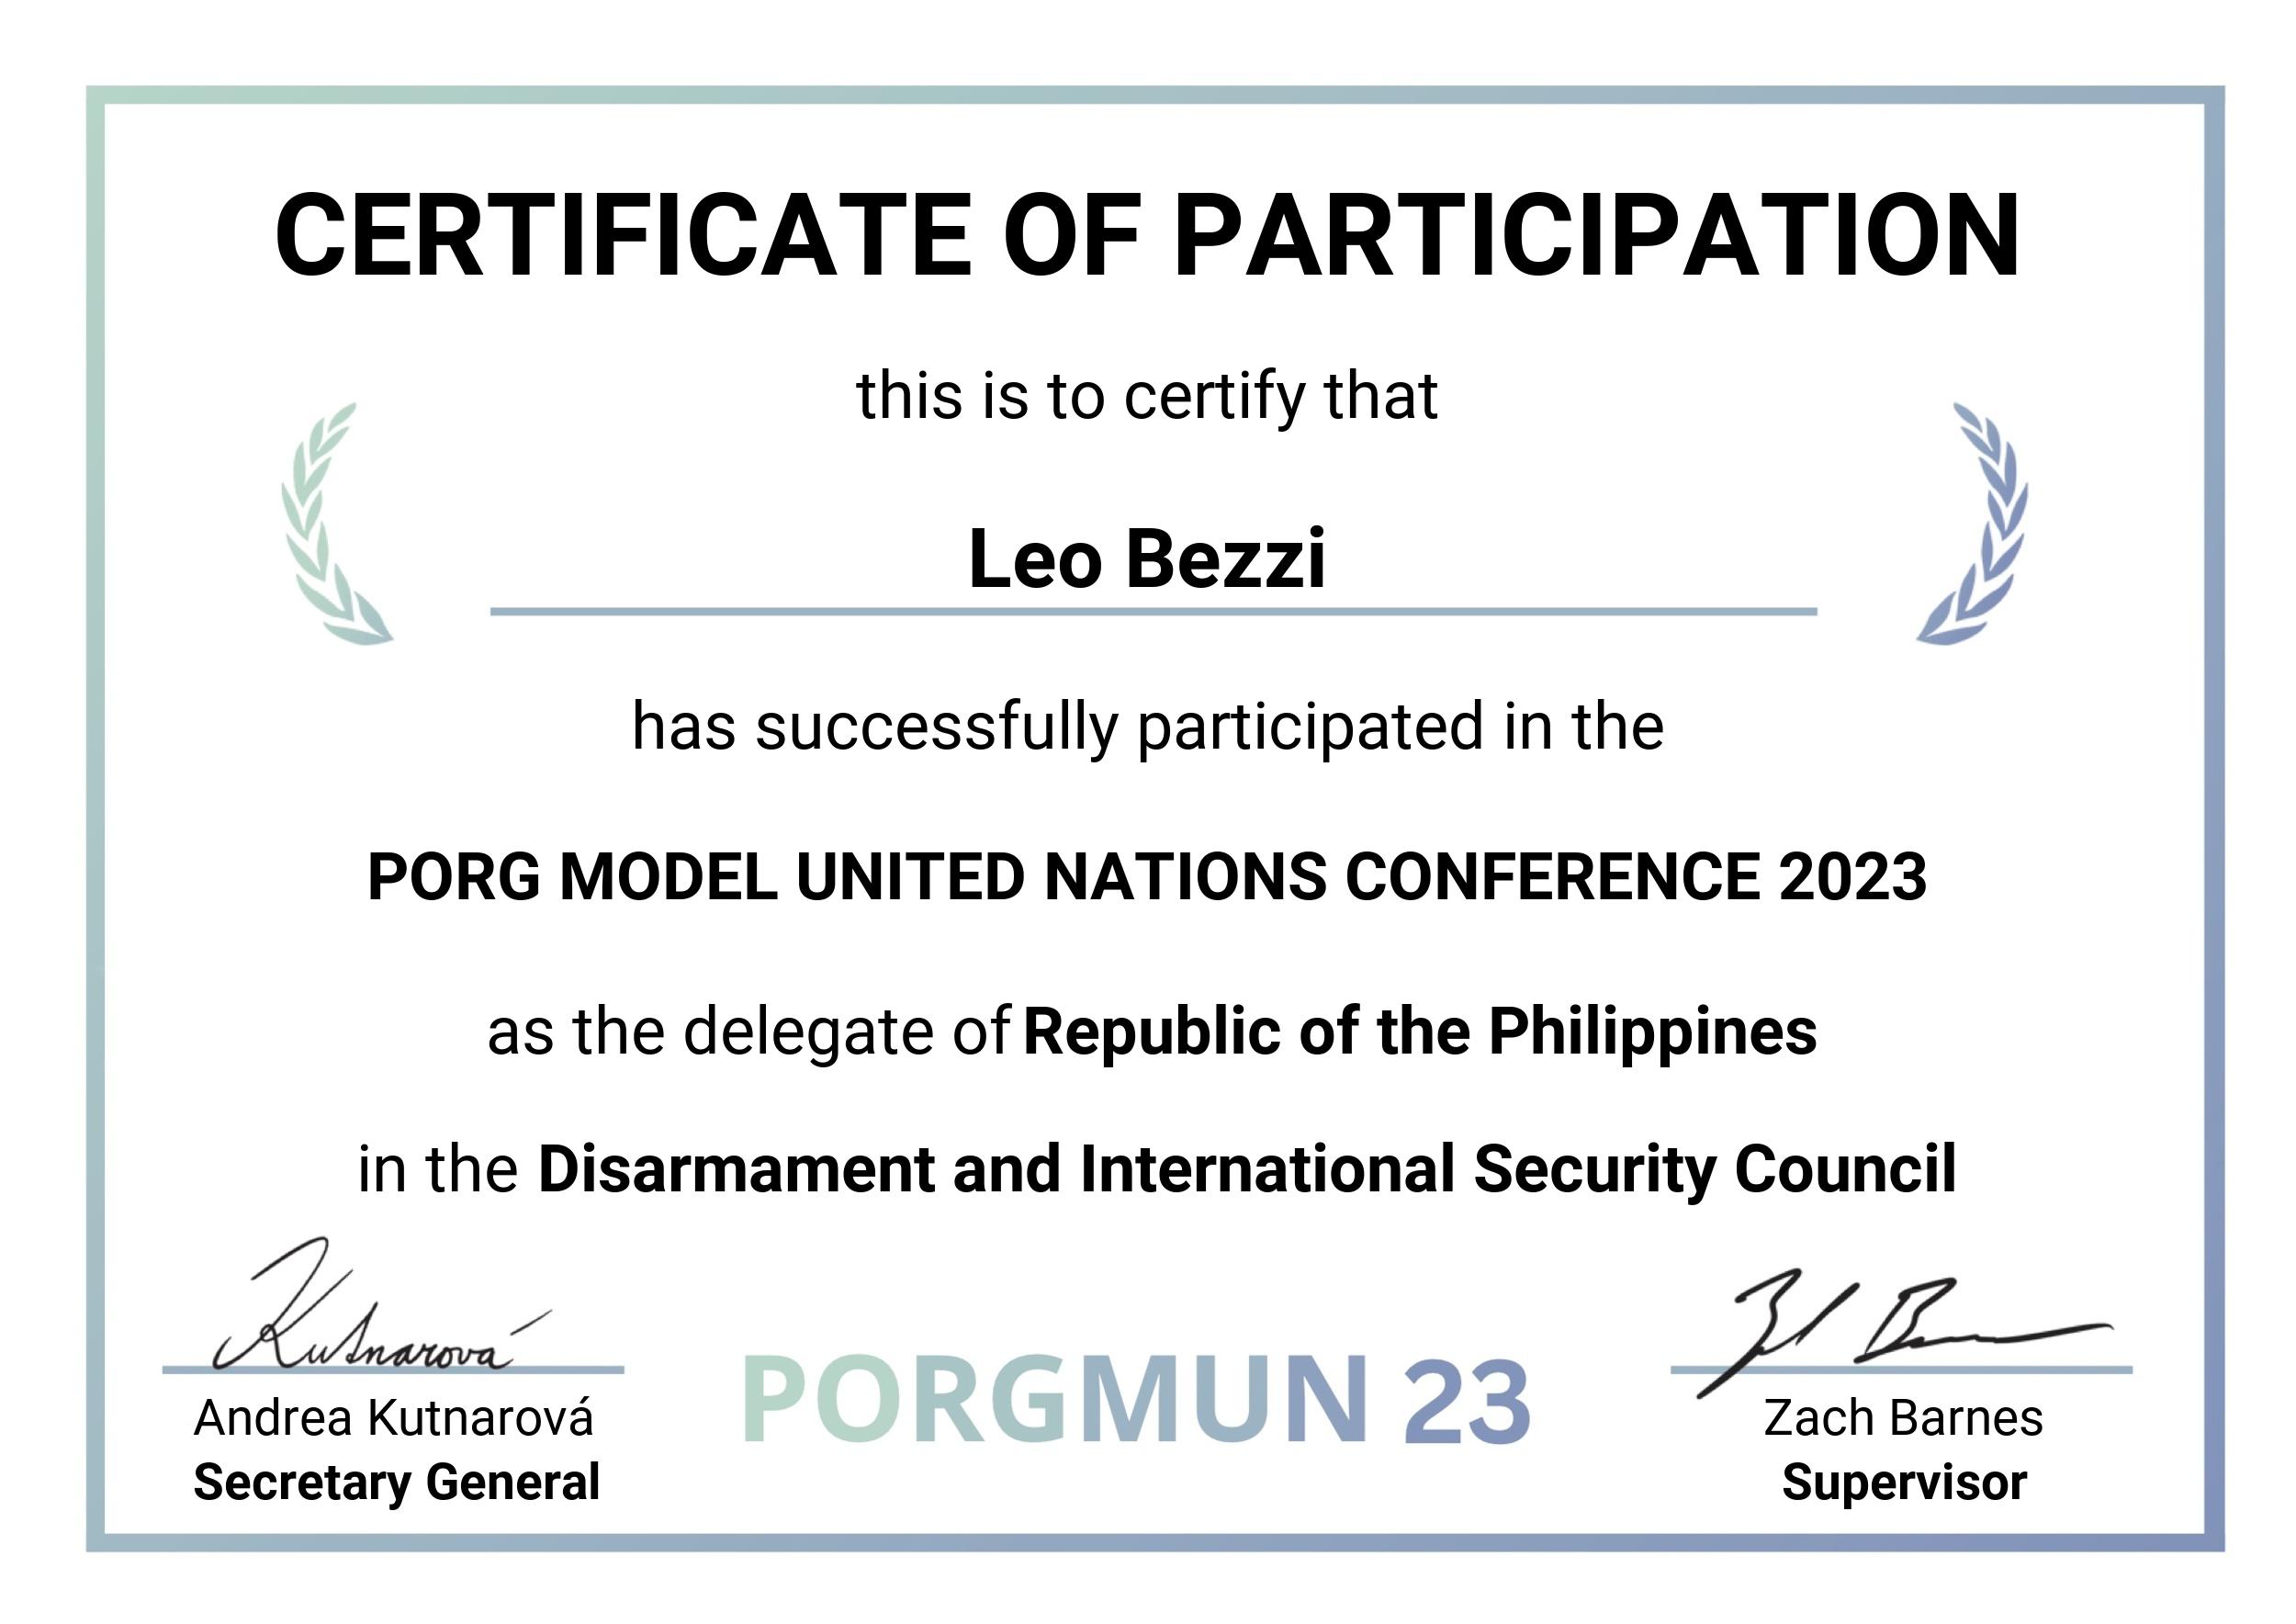 CERTIFICATE OF PARTICIPATION
this is to certify that
Leo Bezzi
has successfully participated in the
PORG MODEL UNITED NATIONS CONFERENCE 2023
as the delegate of Republic of the Philippines
in the Disarmament and International Security Council
Kutnarová
Andrea Kutnarová
Secretary General
PORGMUN 23
Zach Barnes
Supervisor